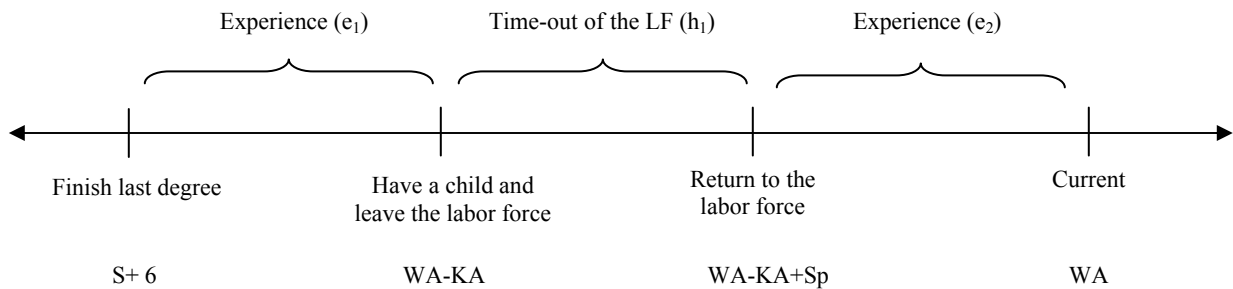 Experience (e₁) Time-out of the LF (h₁) Experience (e₂)
Finish last degree Have a child and leave the labor force Return to the labor force Current
S+ 6 WA-KA WA-KA+Sp WA